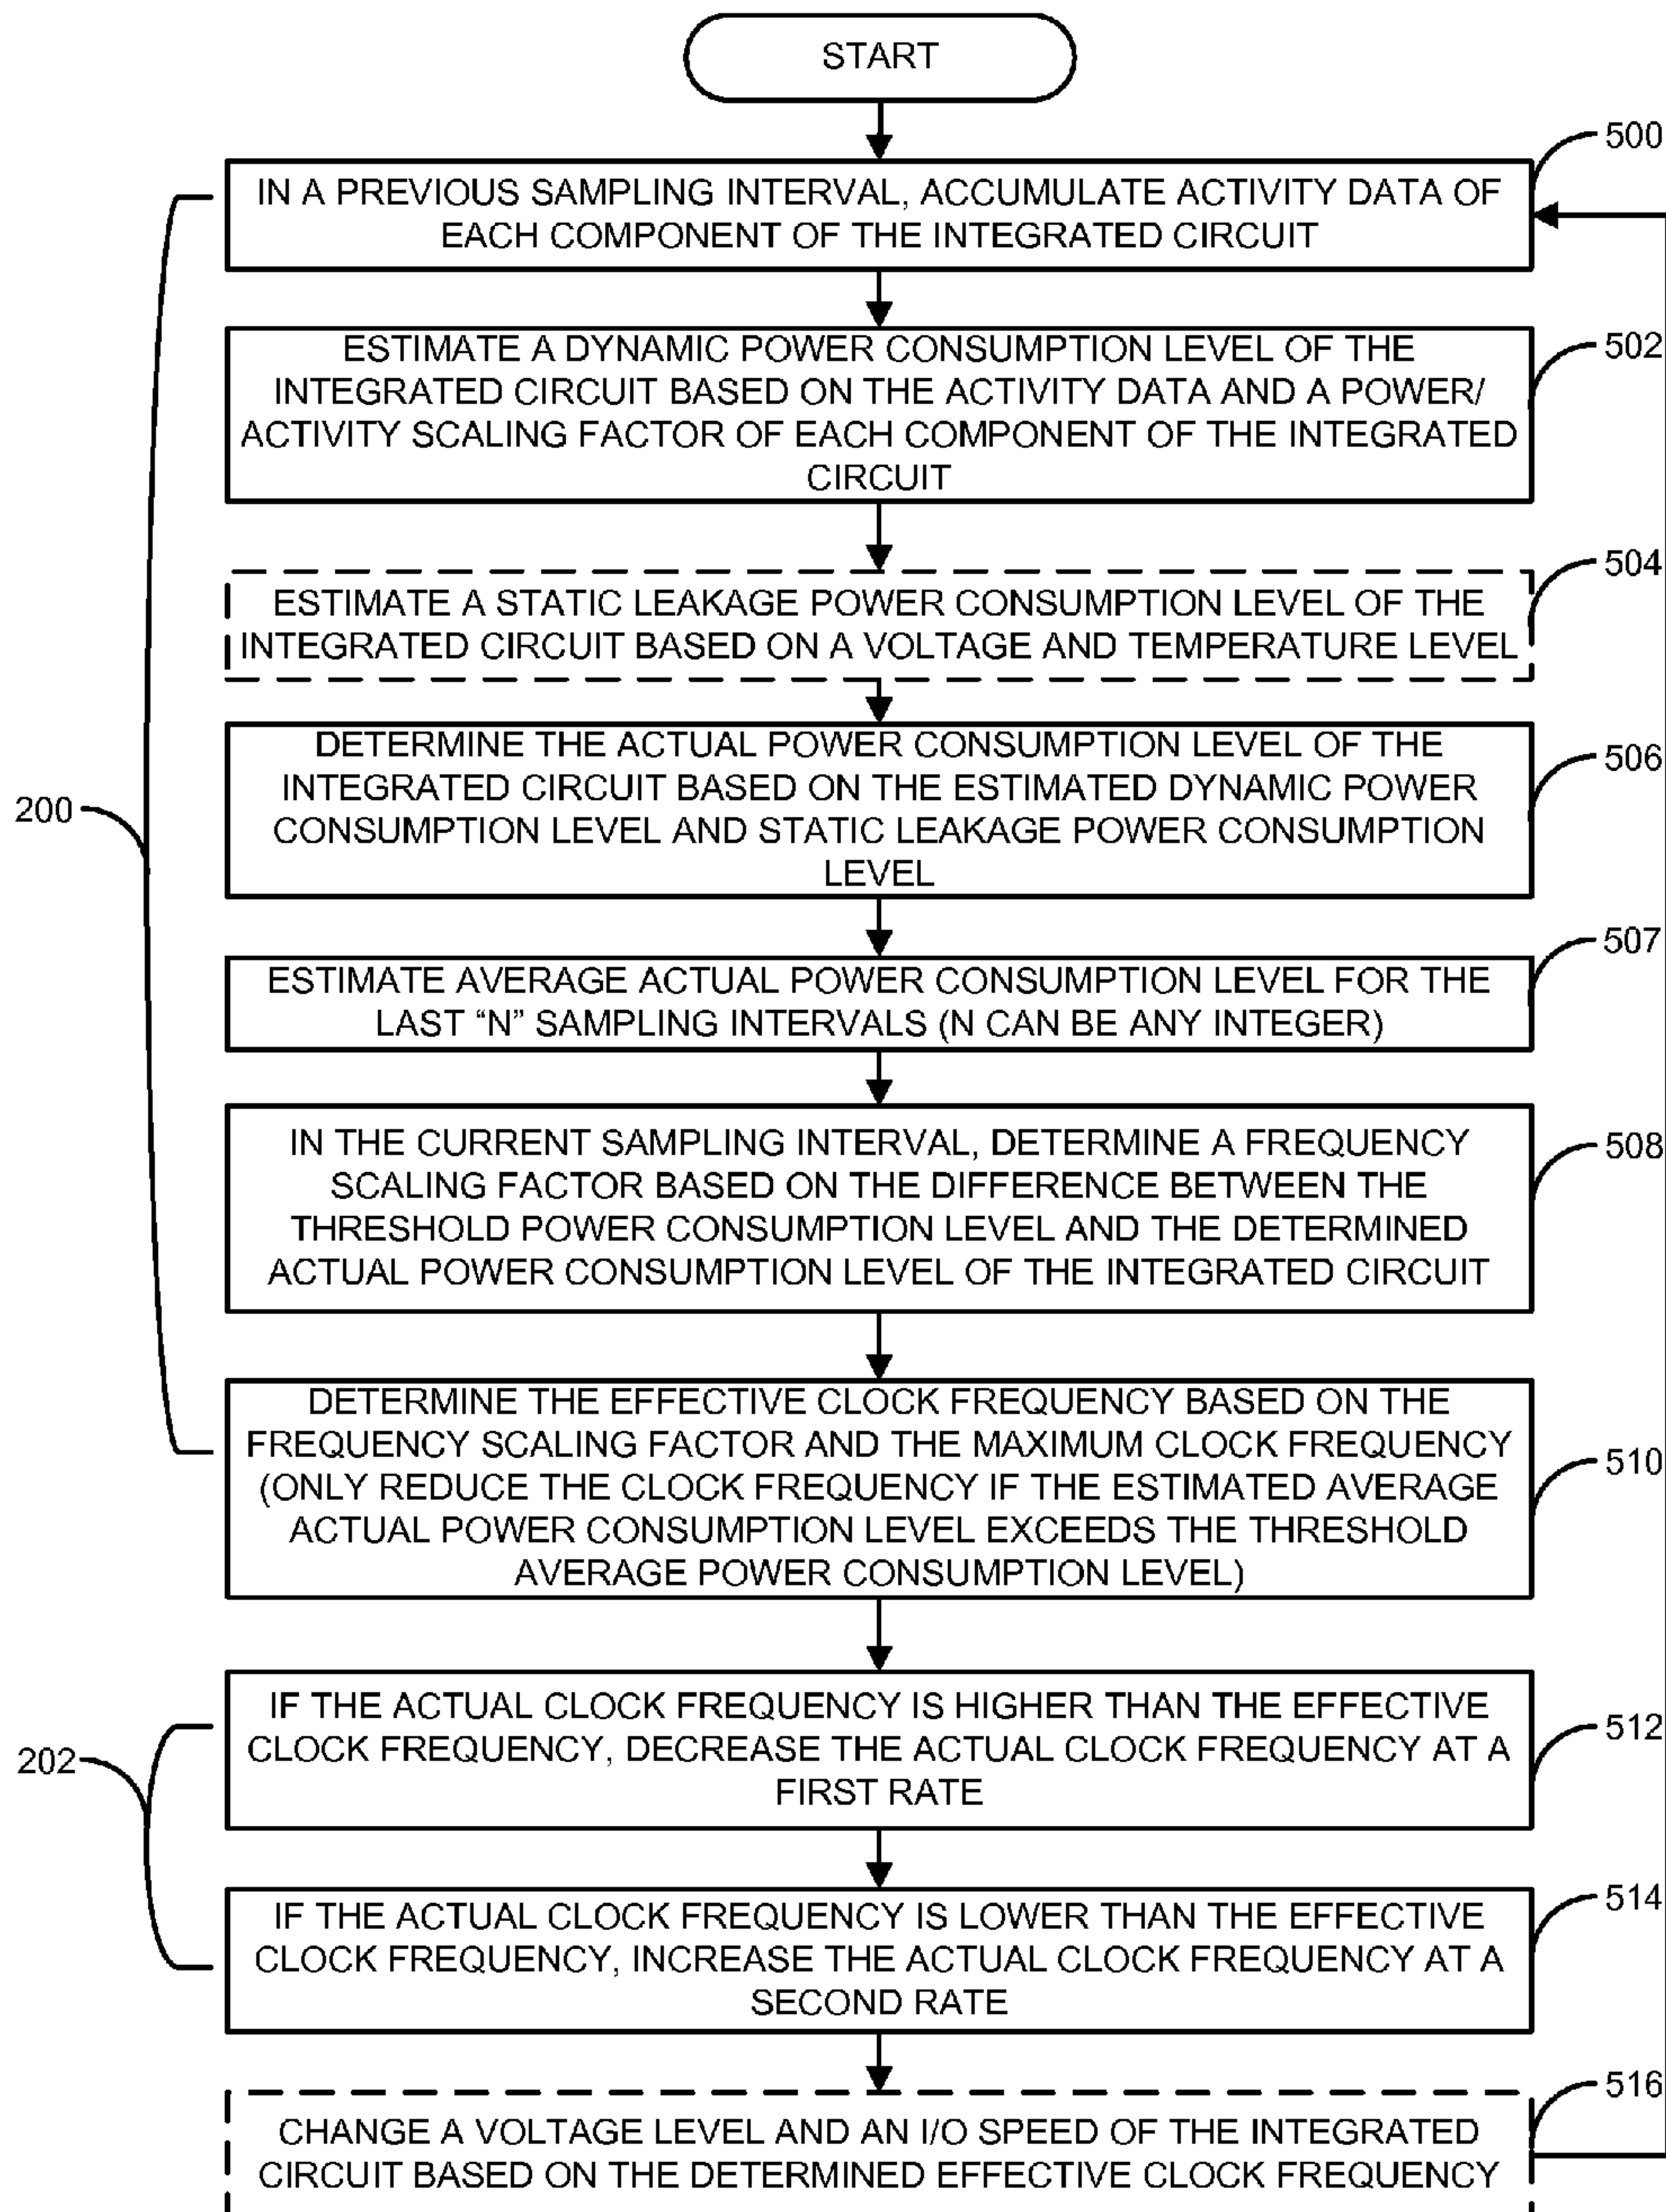 START
500
IN A PREVIOUS SAMPLING INTERVAL, ACCUMULATE ACTIVITY DATA OF
EACH COMPONENT OF THE INTEGRATED CIRCUIT
502
ESTIMATE A DYNAMIC POWER CONSUMPTION LEVEL OF THE
INTEGRATED CIRCUIT BASED ON THE ACTIVITY DATA AND A POWER/
ACTIVITY SCALING FACTOR OF EACH COMPONENT OF THE INTEGRATED
CIRCUIT
504
ESTIMATE A STATIC LEAKAGE POWER CONSUMPTION LEVEL OF THE
INTEGRATED CIRCUIT BASED ON A VOLTAGE AND TEMPERATURE LEVEL
506
DETERMINE THE ACTUAL POWER CONSUMPTION LEVEL OF THE
INTEGRATED CIRCUIT BASED ON THE ESTIMATED DYNAMIC POWER
CONSUMPTION LEVEL AND STATIC LEAKAGE POWER CONSUMPTION
LEVEL
200
507
ESTIMATE AVERAGE ACTUAL POWER CONSUMPTION LEVEL FOR THE
LAST “N” SAMPLING INTERVALS (N CAN BE ANY INTEGER)
508
IN THE CURRENT SAMPLING INTERVAL, DETERMINE A FREQUENCY
SCALING FACTOR BASED ON THE DIFFERENCE BETWEEN THE
THRESHOLD POWER CONSUMPTION LEVEL AND THE DETERMINED
ACTUAL POWER CONSUMPTION LEVEL OF THE INTEGRATED CIRCUIT
510
DETERMINE THE EFFECTIVE CLOCK FREQUENCY BASED ON THE
FREQUENCY SCALING FACTOR AND THE MAXIMUM CLOCK FREQUENCY
(ONLY REDUCE THE CLOCK FREQUENCY IF THE ESTIMATED AVERAGE
ACTUAL POWER CONSUMPTION LEVEL EXCEEDS THE THRESHOLD
AVERAGE POWER CONSUMPTION LEVEL)
512
IF THE ACTUAL CLOCK FREQUENCY IS HIGHER THAN THE EFFECTIVE
CLOCK FREQUENCY, DECREASE THE ACTUAL CLOCK FREQUENCY AT A
FIRST RATE
202
514
IF THE ACTUAL CLOCK FREQUENCY IS LOWER THAN THE EFFECTIVE
CLOCK FREQUENCY, INCREASE THE ACTUAL CLOCK FREQUENCY AT A
SECOND RATE
516
CHANGE A VOLTAGE LEVEL AND AN I/O SPEED OF THE INTEGRATED
CIRCUIT BASED ON THE DETERMINED EFFECTIVE CLOCK FREQUENCY